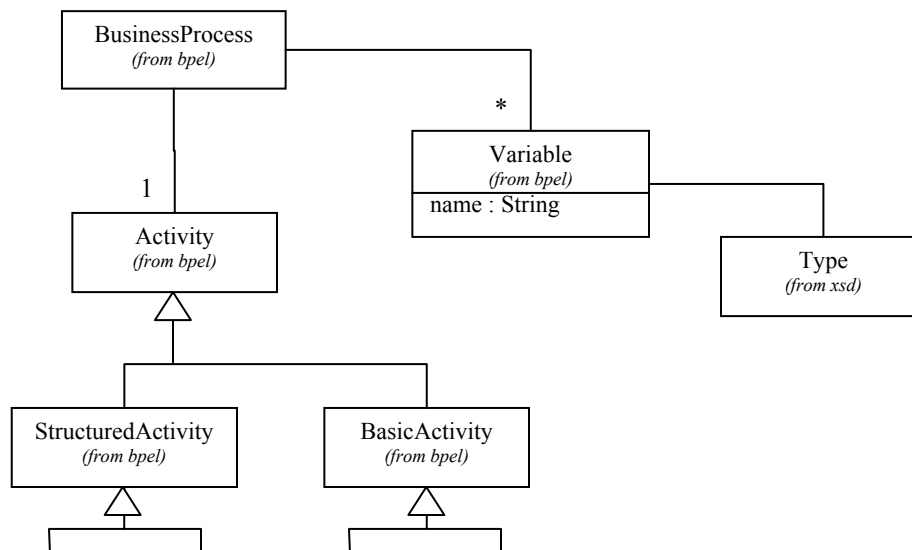 BusinessProcess
(from bpel)
*
Variable
(from bpel)
name : String
1
Activity
(from bpel)
Type
(from xsd)
StructuredActivity
(from bpel)
BasicActivity
(from bpel)